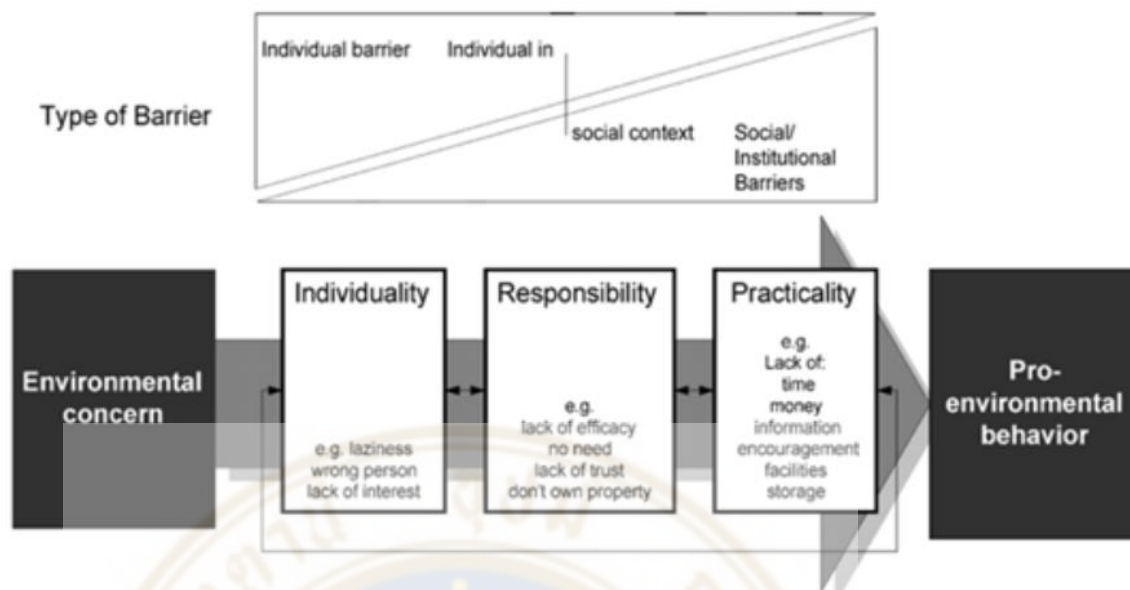 Individual barrier
Individual in
Type of Barrier
social context
Social/
Institutional
Barriers
Environmental
concern
Individuality
e.g. laziness
wrong person
lack of interest
Responsibility
e.g.
lack of efficacy
no need
lack of trust
don't own property
Practicality
e.g.
Lack of:
time
money
information
encouragement
facilities
storage
Pro-
environmental
behavior